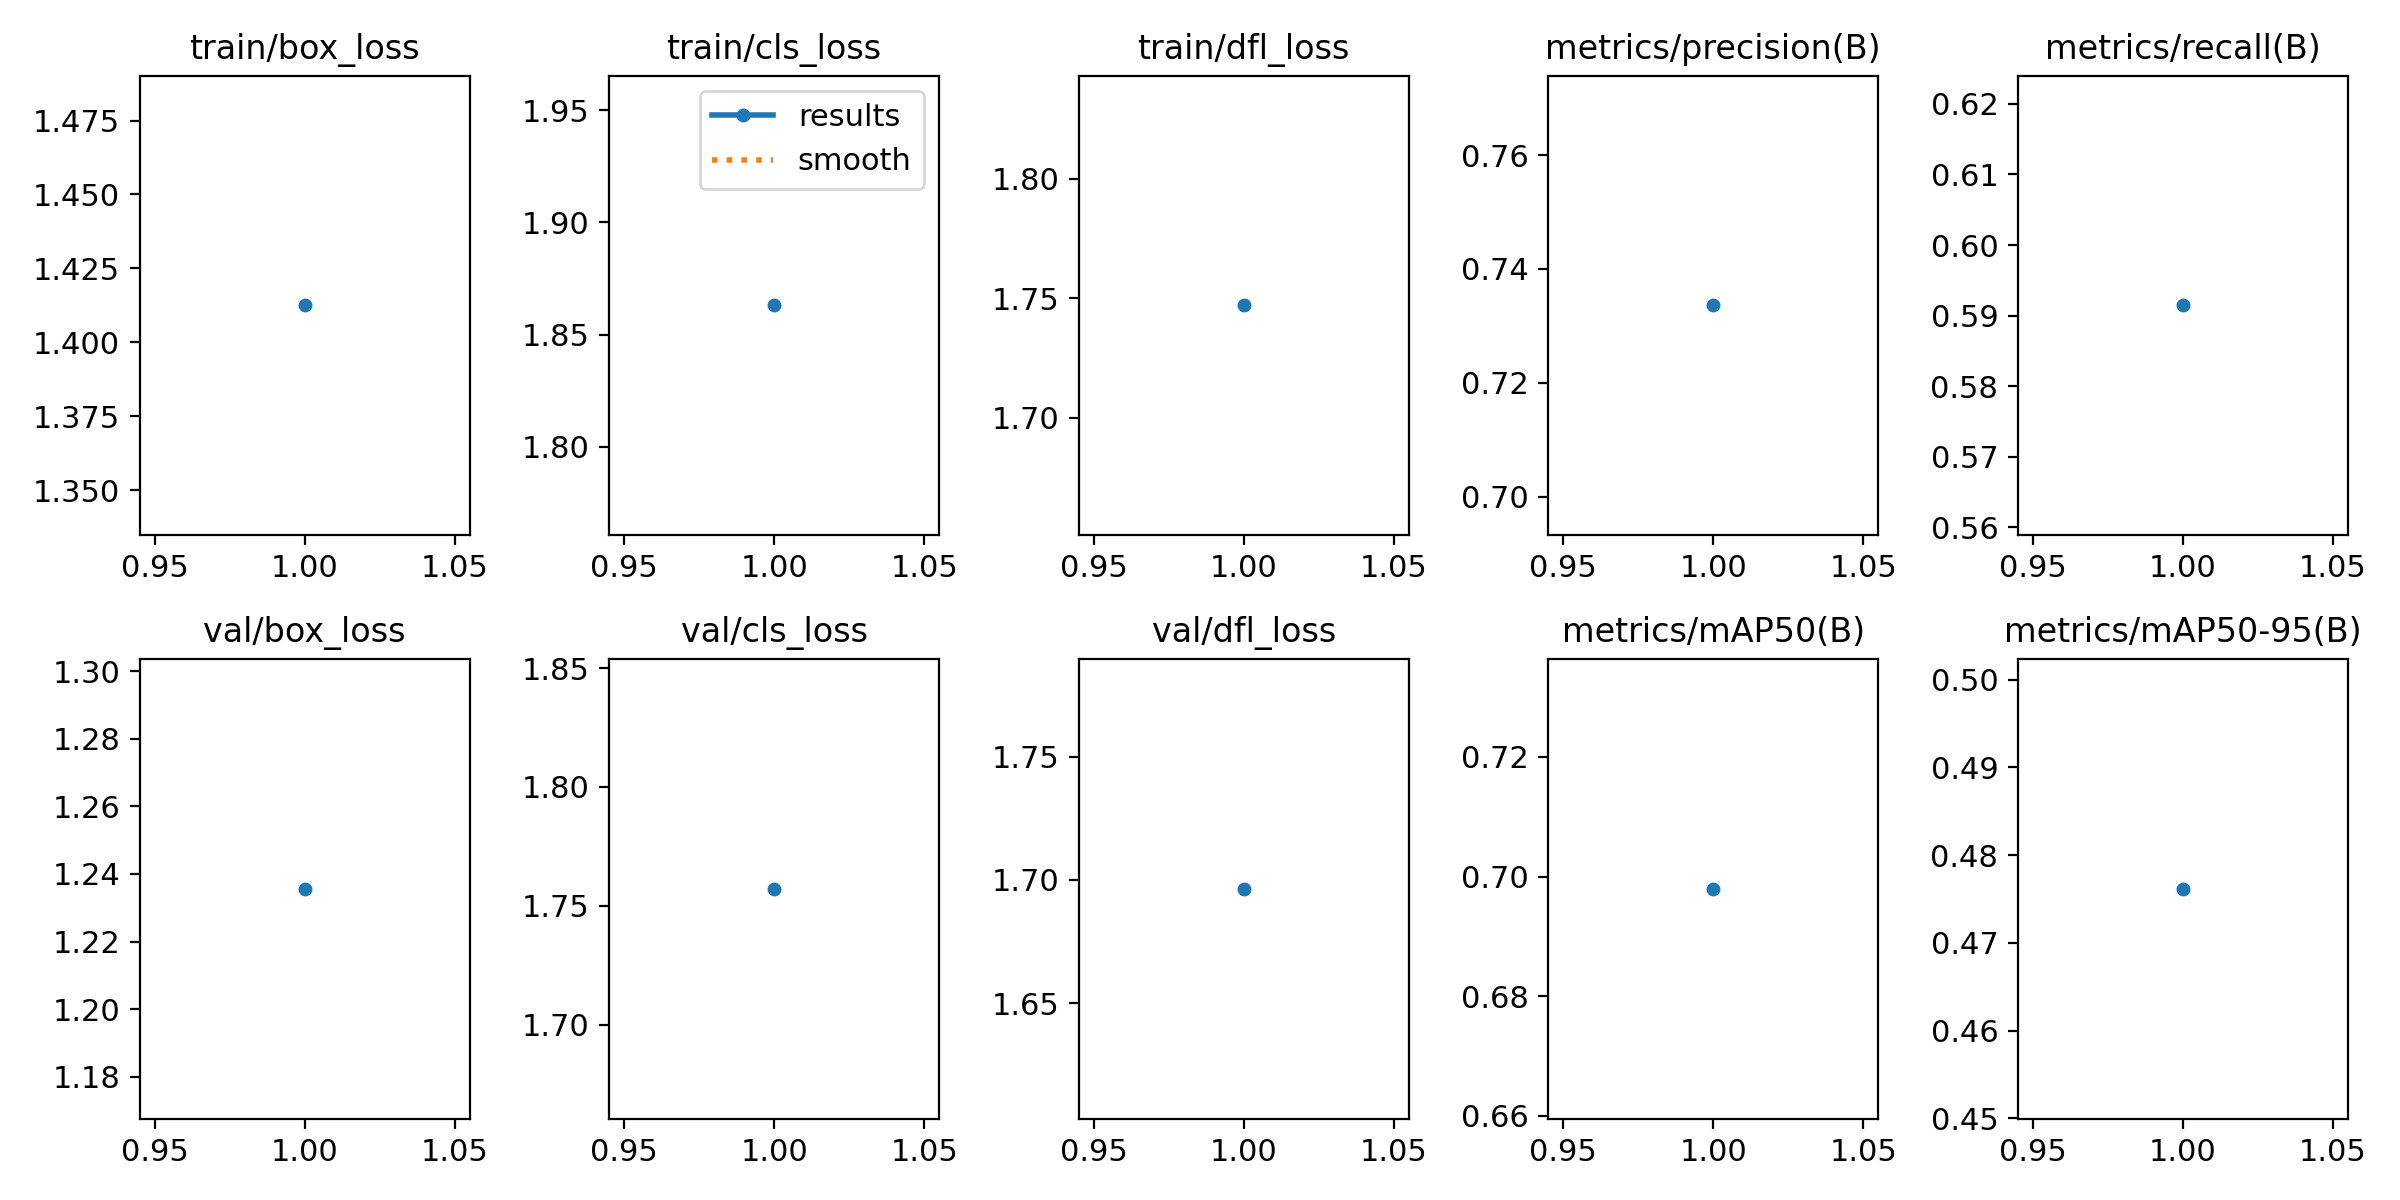 train/box_loss
1.475
1.450
1.425
1.400
1.375
1.350
0.95 1.00 1.05
train/cls_loss
results
smooth
1.95
1.90
1.85
1.80
0.95 1.00 1.05
train/dfl_loss
1.80
1.75
1.70
0.95 1.00 1.05
metrics/precision(B)
0.76
0.74
0.72
0.70
0.95 1.00 1.05
metrics/recall(B)
0.62
0.61
0.60
0.59
0.58
0.57
0.56
0.95 1.00 1.05
val/box_loss
1.30
1.28
1.26
1.24
1.22
1.20
1.18
0.95 1.00 1.05
val/cls_loss
1.85
1.80
1.75
1.70
0.95 1.00 1.05
val/dfl_loss
1.75
1.70
1.65
0.95 1.00 1.05
metrics/mAP50(B)
0.72
0.70
0.68
0.66
0.95 1.00 1.05
metrics/mAP50-95(B)
0.50
0.49
0.48
0.47
0.46
0.45
0.95 1.00 1.05